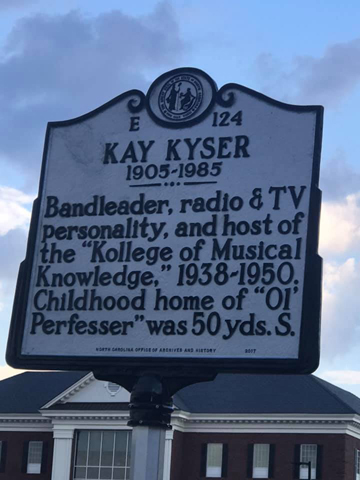 E 124
KAY KYSER
1905-1985
Bandleader, radio & TV
personality, and host of
the "Kollege of Musical
Knowledge," 1938-1950.
Childhood home of "Ol'
Perfesser" was 50 yds. S.
NORTH CAROLINA OFFICE OF ARCHIVES AND HISTORY 2017